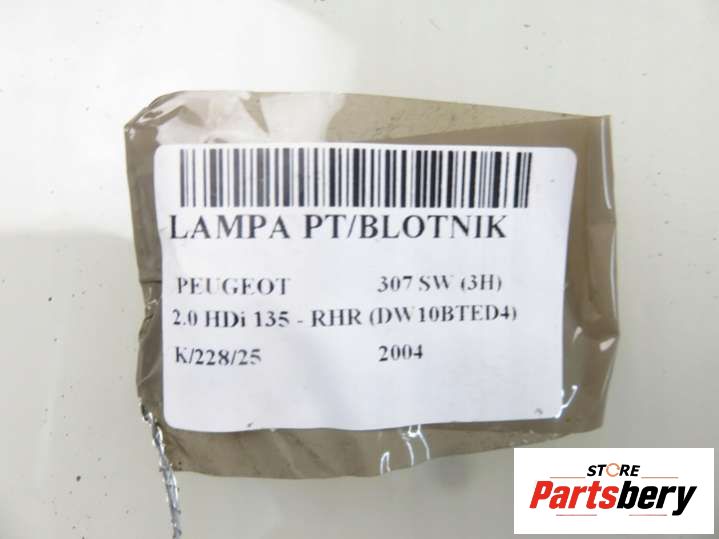 LAMPA PT/BLOTNIK
PEUGEOT 307 SW (3H)
2.0 HDi 135 - RHR (DW10BTED4)
K/228/25 2004
STORE
Partsbery